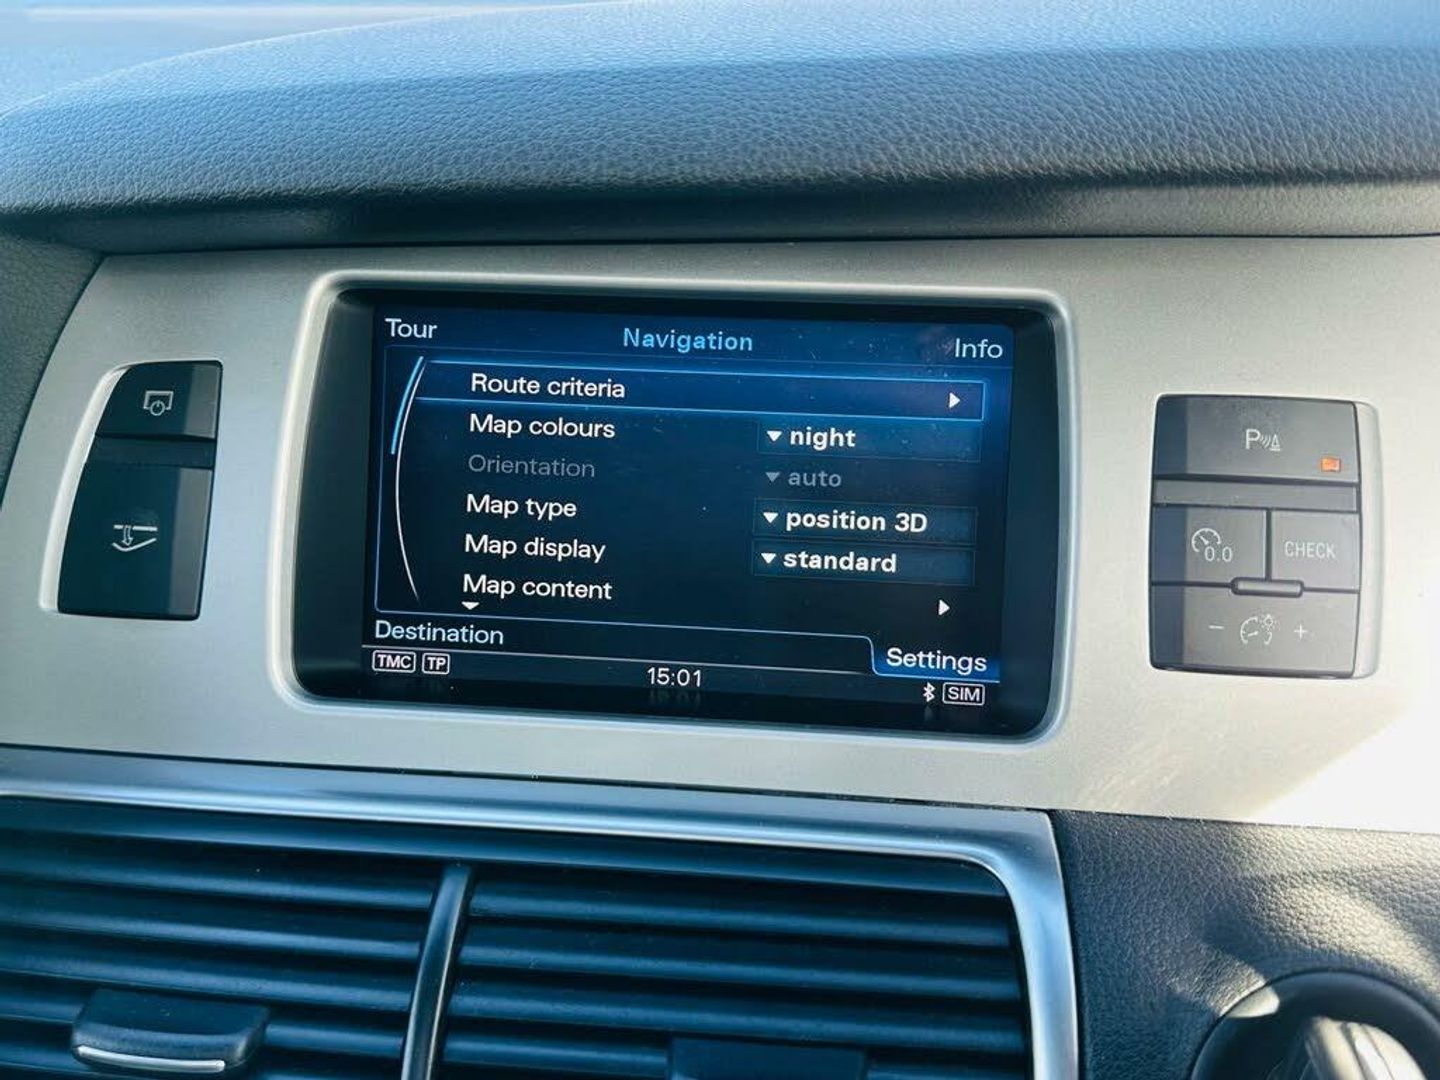 Tour Navigation Info
Route criteria
Map colours night
Orientation auto
Map type position 3D
Map display standard
Map content
Destination Settings
TMC TP 15:01 SIM
P
0.0 CHECK
- +